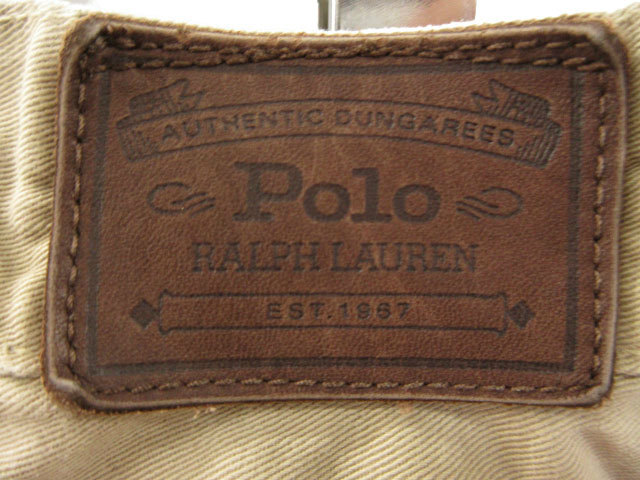 AUTHENTIC DUNGAREES
Polo
RALPH LAUREN
EST. 1967